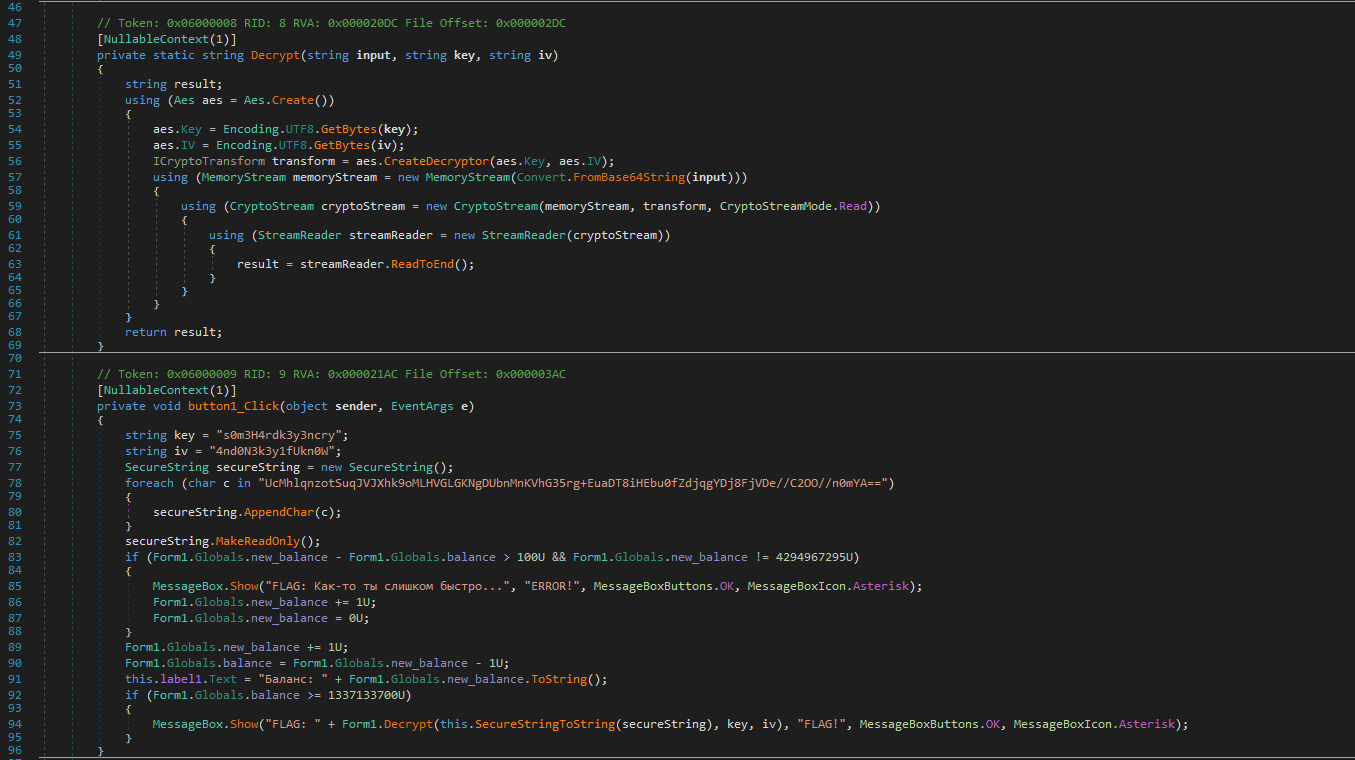 46
47 // Token: 0x06000008 RID: 8 RVA: 0x000020DC File Offset: 0x000002DC
48 [NullableContext(1)]
49 private static string Decrypt(string input, string key, string iv)
50 {
51 string result;
52 using (Aes aes = Aes.Create())
53 {
54 aes.Key = Encoding.UTF8.GetBytes(key);
55 aes.IV = Encoding.UTF8.GetBytes(iv);
56 ICryptoTransform transform = aes.CreateDecryptor(aes.Key, aes.IV);
57 using (MemoryStream memoryStream = new MemoryStream(Convert.FromBase64String(input)))
58 {
59 using (CryptoStream cryptoStream = new CryptoStream(memoryStream, transform, CryptoStreamMode.Read))
60 {
61 using (StreamReader streamReader = new StreamReader(cryptoStream))
62 {
63 result = streamReader.ReadToEnd();
64 }
65 }
66 }
67 }
68 return result;
69 }
70
71 // Token: 0x06000009 RID: 9 RVA: 0x000021AC File Offset: 0x000003AC
72 [NullableContext(1)]
73 private void button1_Click(object sender, EventArgs e)
74 {
75 string key = "s0m3H4rdk3y3ncry";
76 string iv = "4nd0N3k3y1fUkn0W";
77 SecureString secureString = new SecureString();
78 foreach (char c in "UcMhlqnzotSuqJVJXhk9oMLHVGLGKNgDUbnMnKVhG35rg+EuaDT8iHEbu0fZdjqgYDj8FjVDe//C2OO//n0mYA==")
79 {
80 secureString.AppendChar(c);
81 }
82 secureString.MakeReadOnly();
83 if (Form1.Globals.new_balance - Form1.Globals.balance > 100U && Form1.Globals.new_balance != 4294967295U)
84 {
85 MessageBox.Show("FLAG: Как-то ты слишком быстро...", "ERROR!", MessageBoxButtons.OK, MessageBoxIcon.Asterisk);
86 Form1.Globals.new_balance += 1U;
87 Form1.Globals.new_balance = 0U;
88 }
89 Form1.Globals.new_balance += 1U;
90 Form1.Globals.balance = Form1.Globals.new_balance - 1U;
91 this.label1.Text = "Баланс: " + Form1.Globals.new_balance.ToString();
92 if (Form1.Globals.balance >= 1337133700U)
93 {
94 MessageBox.Show("FLAG: " + Form1.Decrypt(this.SecureStringToString(secureString), key, iv), "FLAG!", MessageBoxButtons.OK, MessageBoxIcon.Asterisk);
95 }
96 }